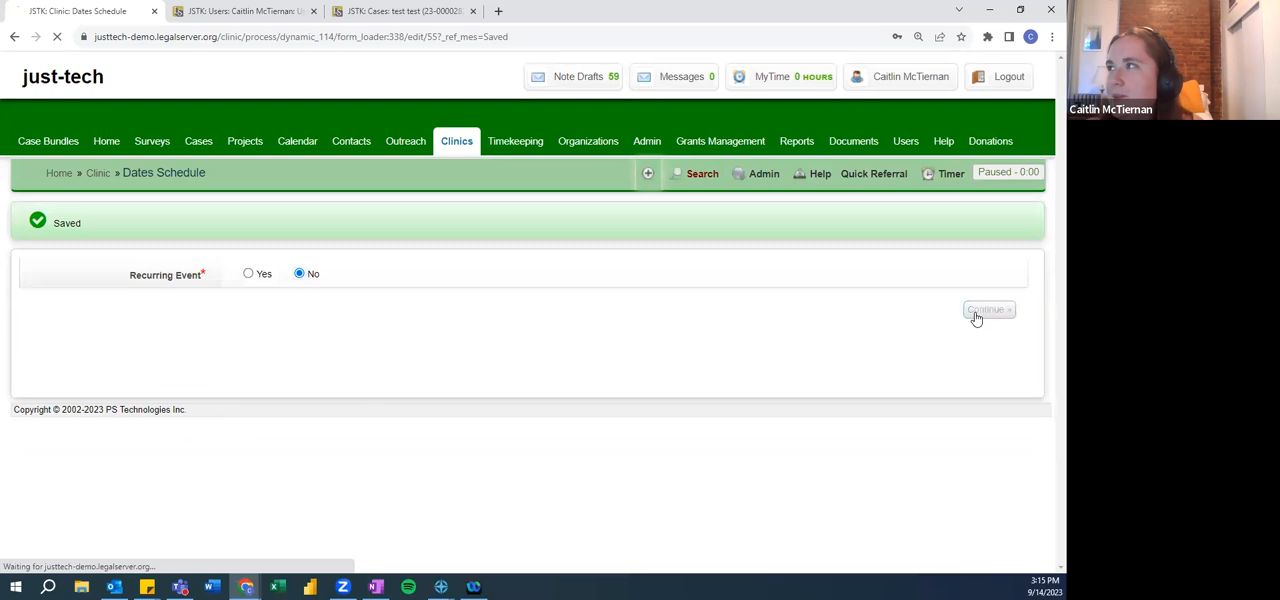 JSTK: Clinic: Dates Schedule
JSTK: Users: Caitlin McTiernan: Us
JSTK: Cases: test test (23-000028
justtech-demo.legalserver.org/clinic/process/dynamic_114/form_loader:338/edit/55?_ref_mes=Saved
C
Caitlin McTiernan
just-tech
Note Drafts 59
Messages 0
MyTime 0 HOURS
Caitlin McTiernan
Logout
Case Bundles Home Surveys Cases Projects Calendar Contacts Outreach Clinics Timekeeping Organizations Admin Grants Management Reports Documents Users Help Donations
Home » Clinic » Dates Schedule
Search Admin Help Quick Referral Timer Paused - 0:00
Saved
Recurring Event* Yes No
Continue »
Copyright © 2002-2023 PS Technologies Inc.
Waiting for justtech-demo.legalserver.org...
3:15 PM
9/14/2023